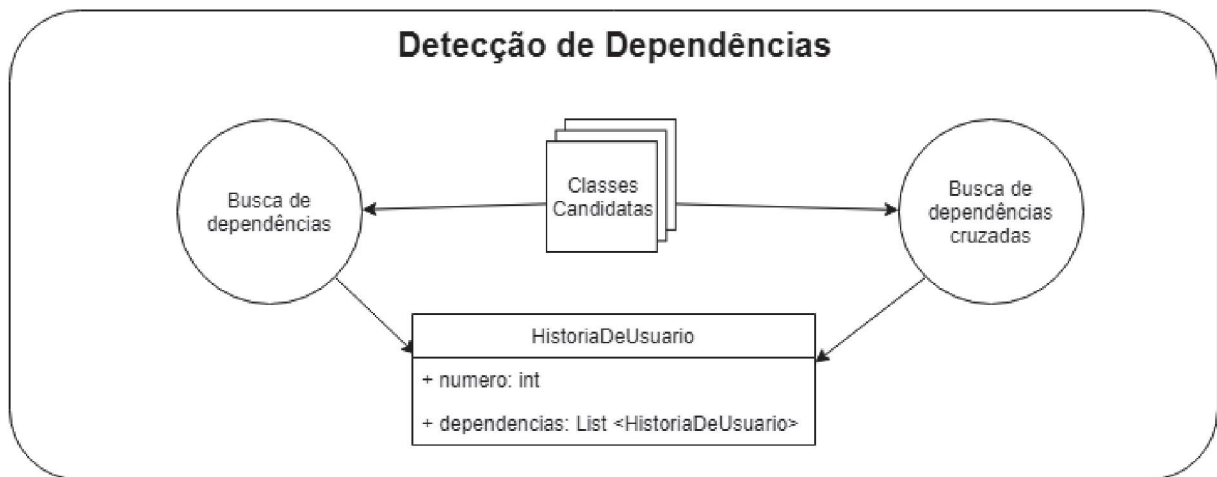 Detecção de Dependências
Busca de
dependências
Classes
Candidatas
Busca de
dependências
cruzadas
HistoriaDeUsuario
+ numero: int
+ dependencias: List <HistoriaDeUsuario>